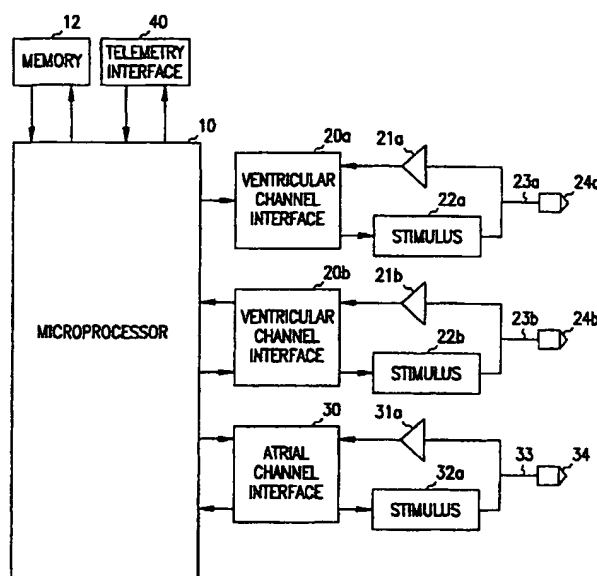 12
40
MEMORY
TELEMETRY
INTERFACE
10
MICROPROCESSOR
20a
VENTRICULAR
CHANNEL
INTERFACE
21a
22a
STIMULUS
23a
24a
20b
VENTRICULAR
CHANNEL
INTERFACE
21b
22b
STIMULUS
23b
24b
30
ATRIAL
CHANNEL
INTERFACE
31a
32a
STIMULUS
33
34